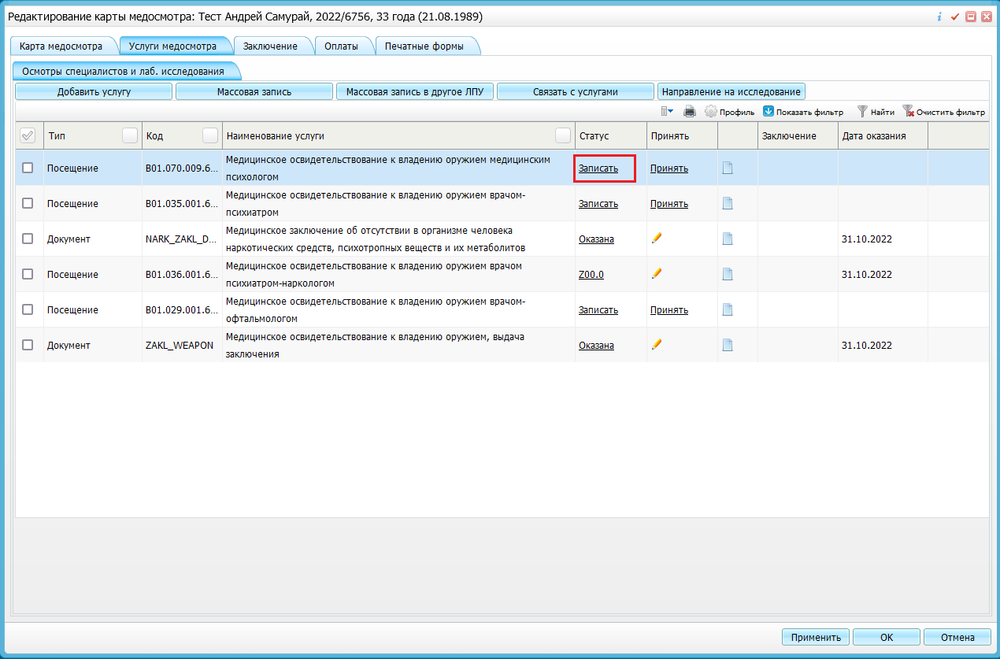 Редактирование карты медосмотра: Тест Андрей Самурай, 2022/6756, 33 года (21.08.1989)
Карта медосмотра Услуги медосмотра Заключение Оплаты Печатные формы
Осмотры специалистов и лаб. исследования
Добавить услугу Массовая запись Массовая запись в другое ЛПУ Связать с услугами Направление на исследование
Профиль Показать фильтр Найти Очистить фильтр
Тип Код Наименование услуги Статус Принять Заключение Дата оказания
Посещение B01.070.009.6... Медицинское освидетельствование к владению оружием медицинским Записать Принять
психологом
Посещение B01.035.001.6... Медицинское освидетельствование к владению оружием врачом- Записать Принять
психиатром
Документ NARK_ZAKL_D... Медицинское заключение об отсутствии в организме человека Оказана 31.10.2022
наркотических средств, психотропных веществ и их метаболитов
Посещение B01.036.001.6... Медицинское освидетельствование к владению оружием врачом Z00.0 31.10.2022
психиатром-наркологом
Посещение B01.029.001.6... Медицинское освидетельствование к владению оружием врачом- Записать Принять
офтальмологом
Документ ZAKL_WEAPON Медицинское освидетельствование к владению оружием, выдача Оказана 31.10.2022
заключения
Применить ОК Отмена